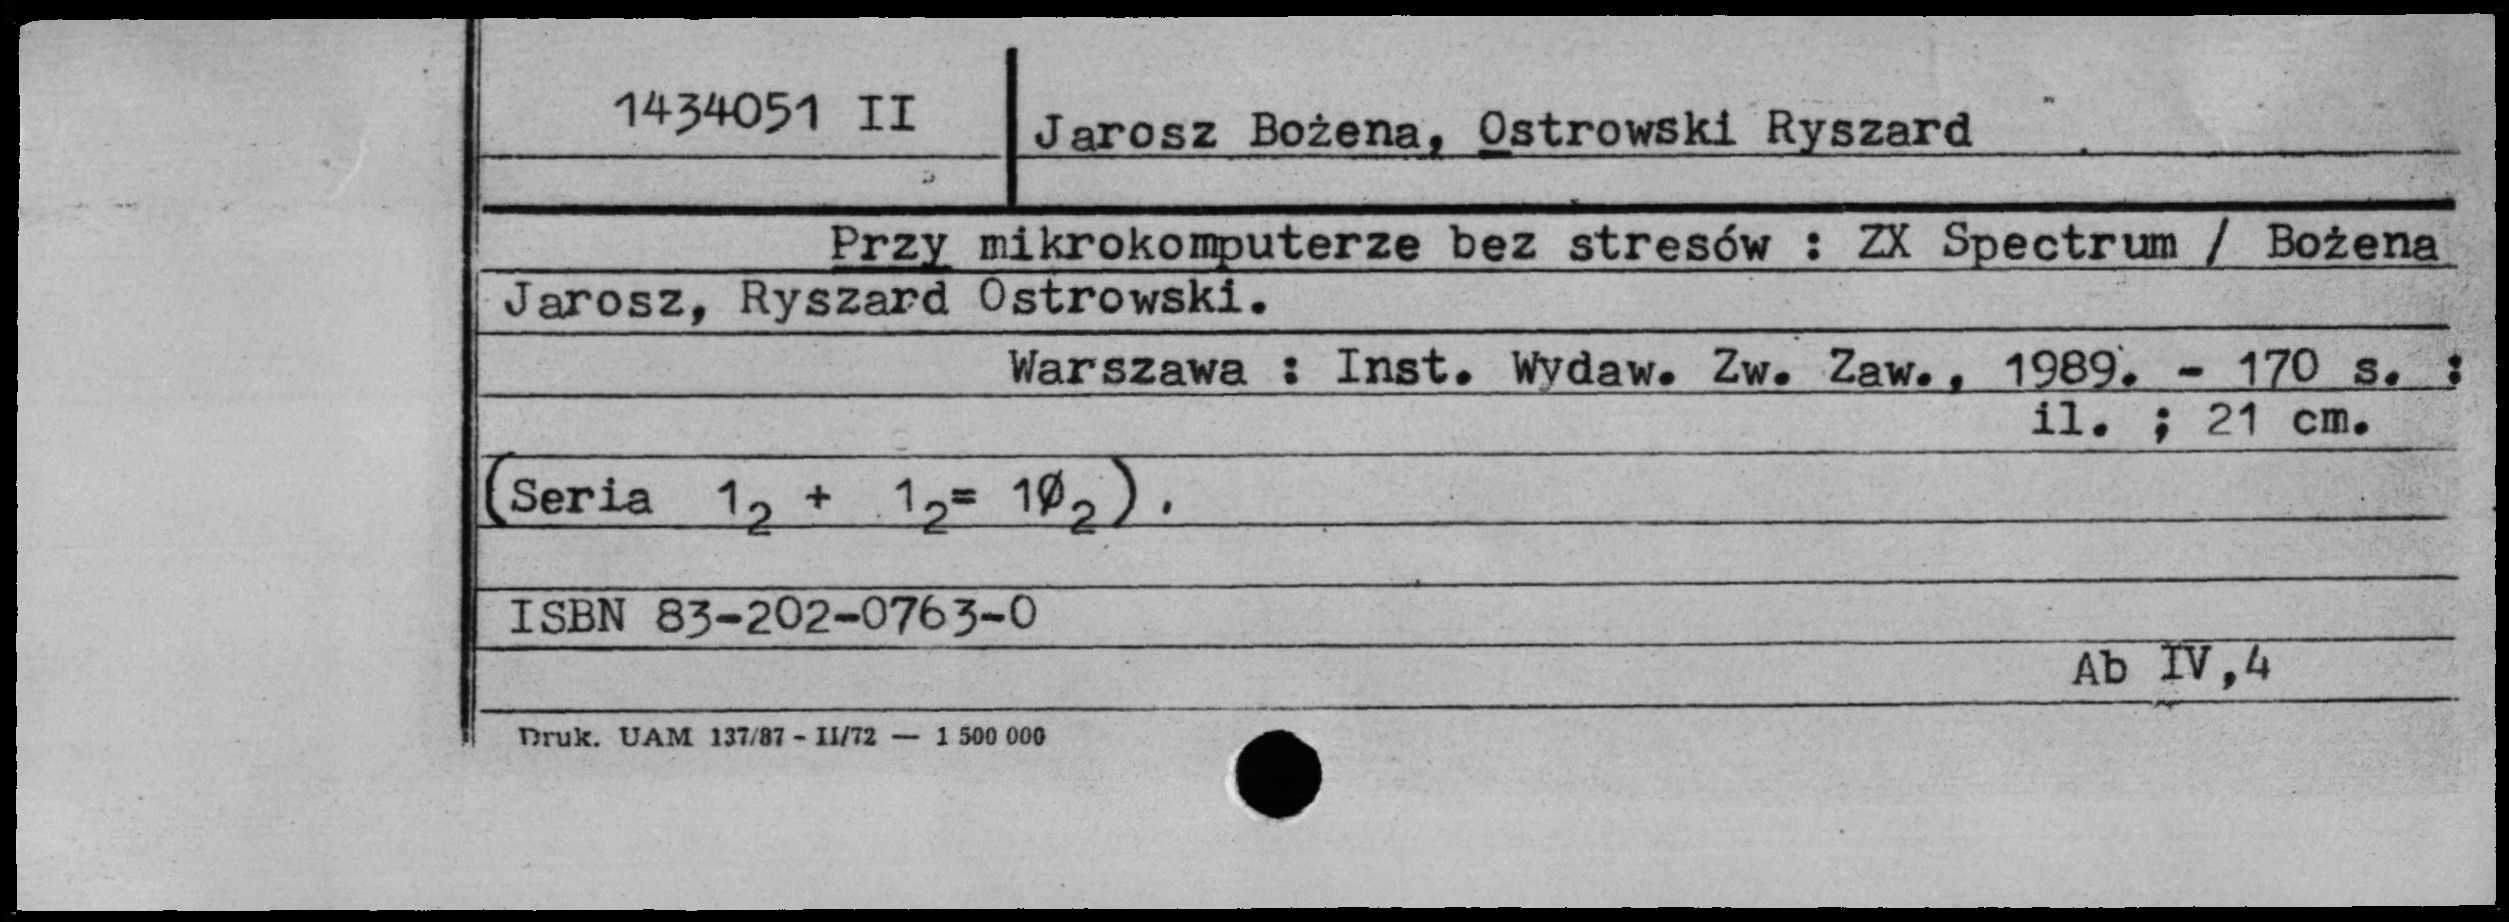 1434051 II
Jarosz Bożena, Ostrowski Ryszard
Przy mikrokomputerze bez stresów : ZX Spectrum / Bożena
Jarosz, Ryszard Ostrowski.
Warszawa : Inst. Wydaw. Zw. Zaw., 1989. - 170 s. :
il. ; 21 cm.
(Seria 1₂ + 1₂= 1Ø₂).
ISBN 83-202-0763-0
Ab IV,4
Druk. UAM 137/87 - II/72 — 1 500 000